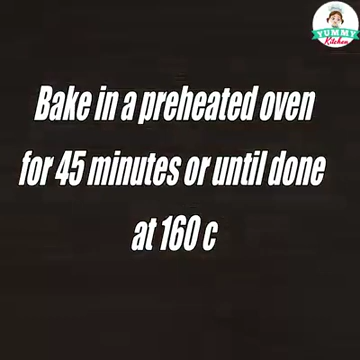 YUMMY
Kitchen
Bake in a preheated oven
for 45 minutes or until done
at 160 c